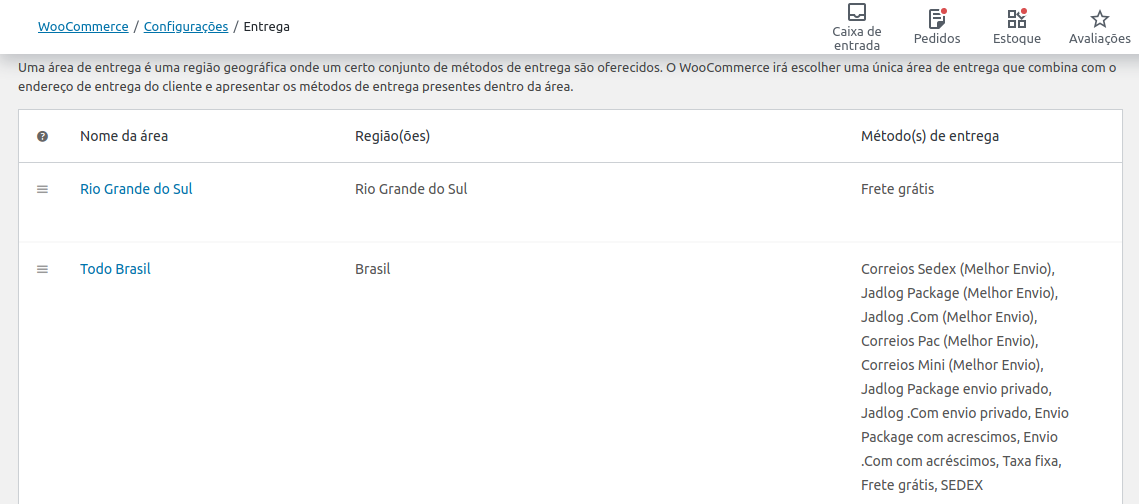 WooCommerce / Configurações / Entrega
Caixa de
entrada
Pedidos
Estoque
Avaliações
Uma área de entrega é uma região geográfica onde um certo conjunto de métodos de entrega são oferecidos. O WooCommerce irá escolher uma única área de entrega que combina com o
endereço de entrega do cliente e apresentar os métodos de entrega presentes dentro da área.
? Nome da área Região(ões) Método(s) de entrega
Rio Grande do Sul Rio Grande do Sul Frete grátis
Todo Brasil Brasil Correios Sedex (Melhor Envio),
Jadlog Package (Melhor Envio),
Jadlog .Com (Melhor Envio),
Correios Pac (Melhor Envio),
Correios Mini (Melhor Envio),
Jadlog Package envio privado,
Jadlog .Com envio privado, Envio
Package com acrescimos, Envio
.Com com acréscimos, Taxa fixa,
Frete grátis, SEDEX